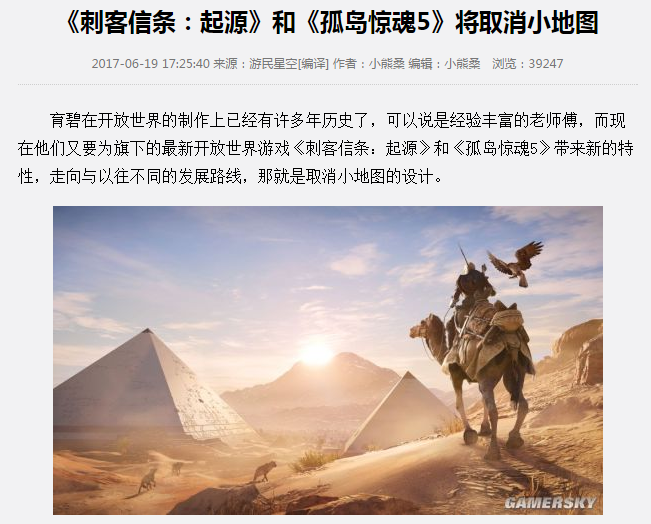 《刺客信条：起源》和《孤岛惊魂5》将取消小地图
2017-06-19 17:25:40 来源：游民星空[编译] 作者：小熊桑 编辑：小熊桑 浏览：39247
育碧在开放世界的制作上已经有许多年历史了，可以说是经验丰富的老师傅，而现
在他们又要为旗下的最新开放世界游戏《刺客信条：起源》和《孤岛惊魂5》带来新的特
性，走向与以往不同的发展路线，那就是取消小地图的设计。
GAMERSKY